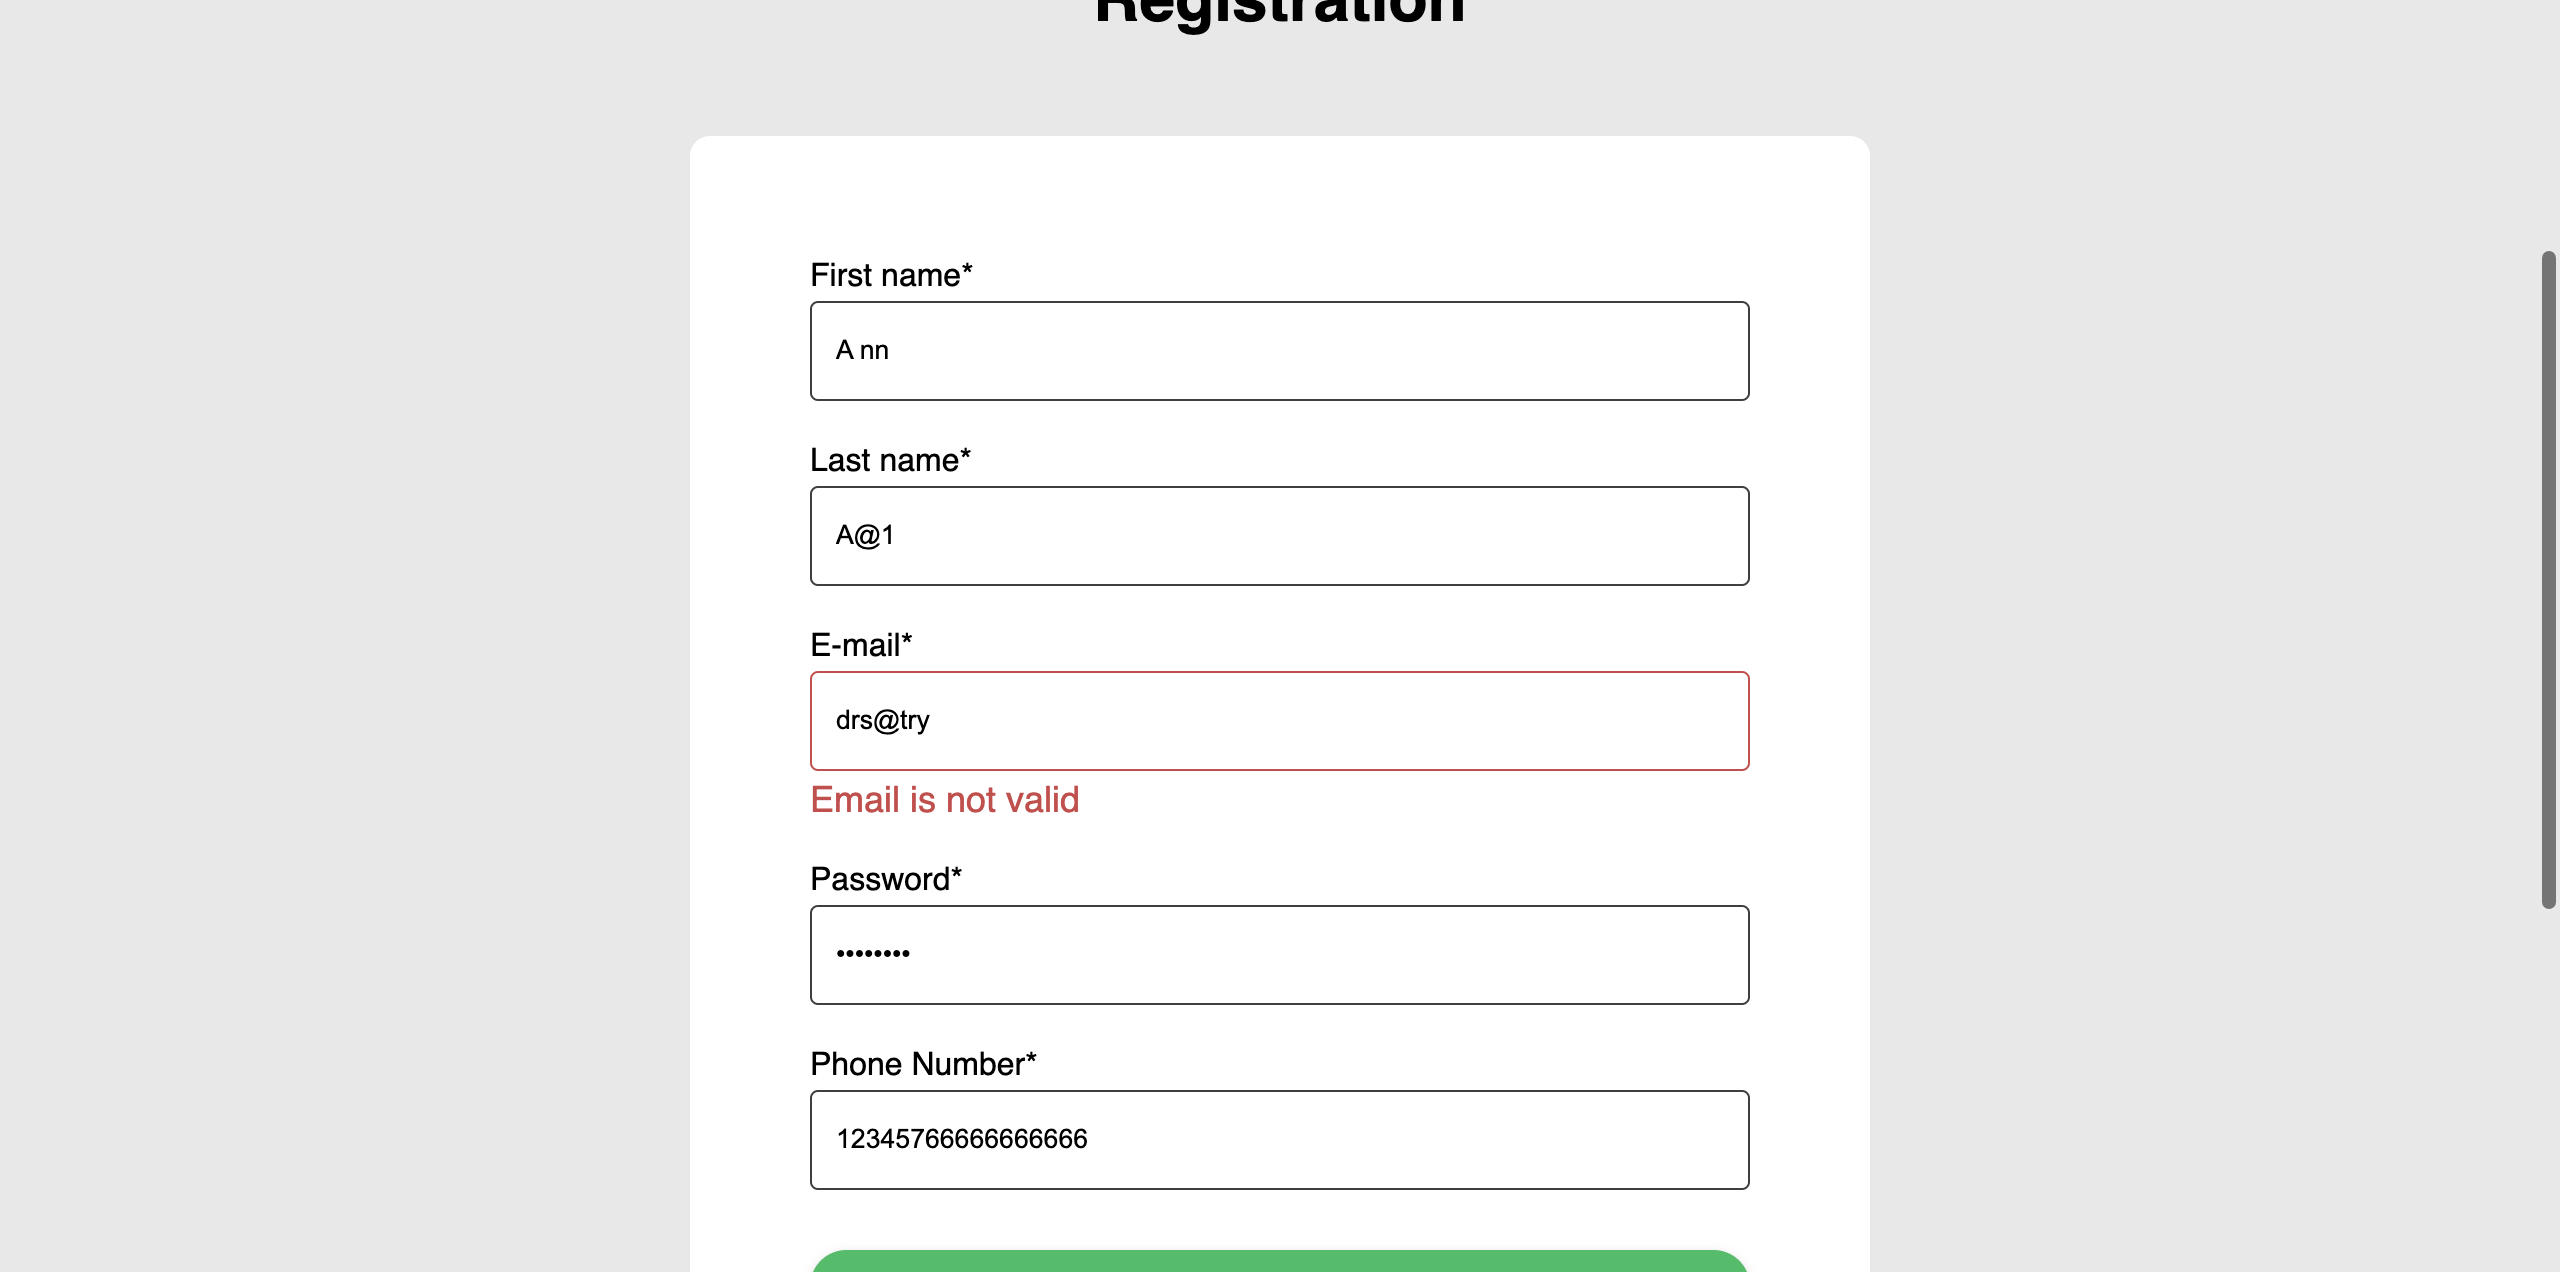 Registration
First name*
A nn
Last name*
A@1
E-mail*
drs@try
Email is not valid
Password*
••••••••
Phone Number*
12345766666666666